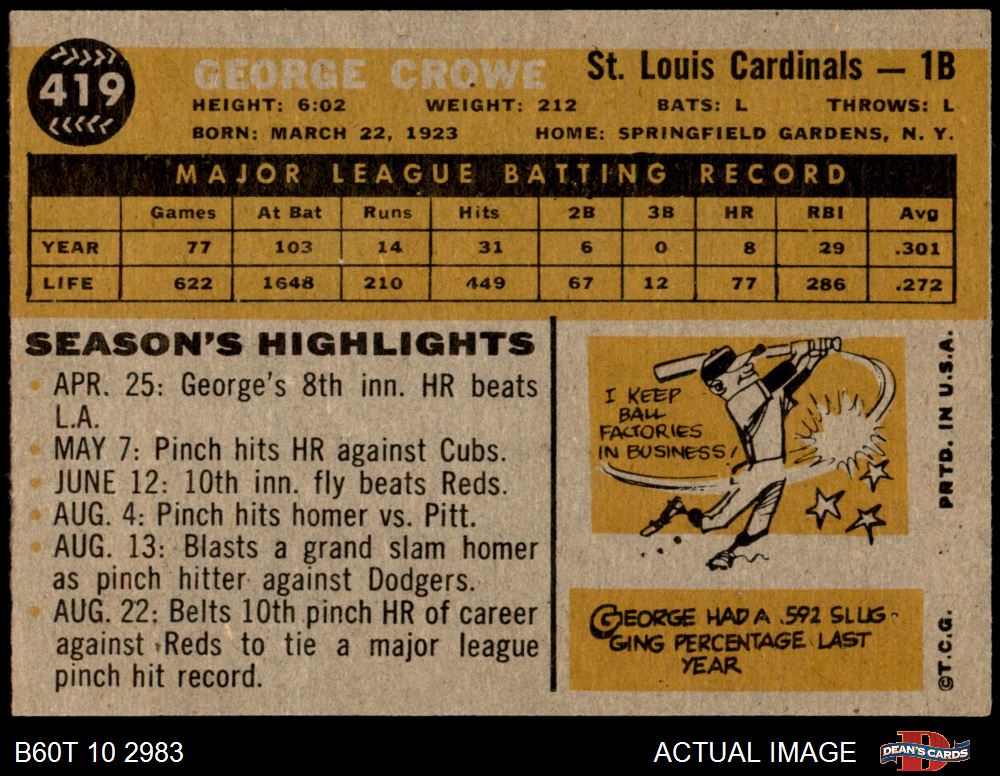 419
GEORGE CROWE St. Louis Cardinals — 1B
HEIGHT: 6:02 WEIGHT: 212 BATS: L THROWS: L
BORN: MARCH 22, 1923 HOME: SPRINGFIELD GARDENS, N. Y.
MAJOR LEAGUE BATTING RECORD
Games At Bat Runs Hits 2B 3B HR RBI Avg
YEAR 77 103 14 31 6 0 8 29 .301
LIFE 622 1648 210 449 67 12 77 286 .272
SEASON'S HIGHLIGHTS
• APR. 25: George's 8th inn. HR beats
L.A.
• MAY 7: Pinch hits HR against Cubs.
• JUNE 12: 10th inn. fly beats Reds.
• AUG. 4: Pinch hits homer vs. Pitt.
• AUG. 13: Blasts a grand slam homer
as pinch hitter against Dodgers.
• AUG. 22: Belts 10th pinch HR of career
against Reds to tie a major league
pinch hit record.
I KEEP
BALL
FACTORIES
IN BUSINESS!
GEORGE HAD A .592 SLUG-
GING PERCENTAGE LAST
YEAR
PRTD. IN U.S.A.
©T.C.G.
B60T 10 2983
ACTUAL IMAGE
D
DEAN'S CARDS